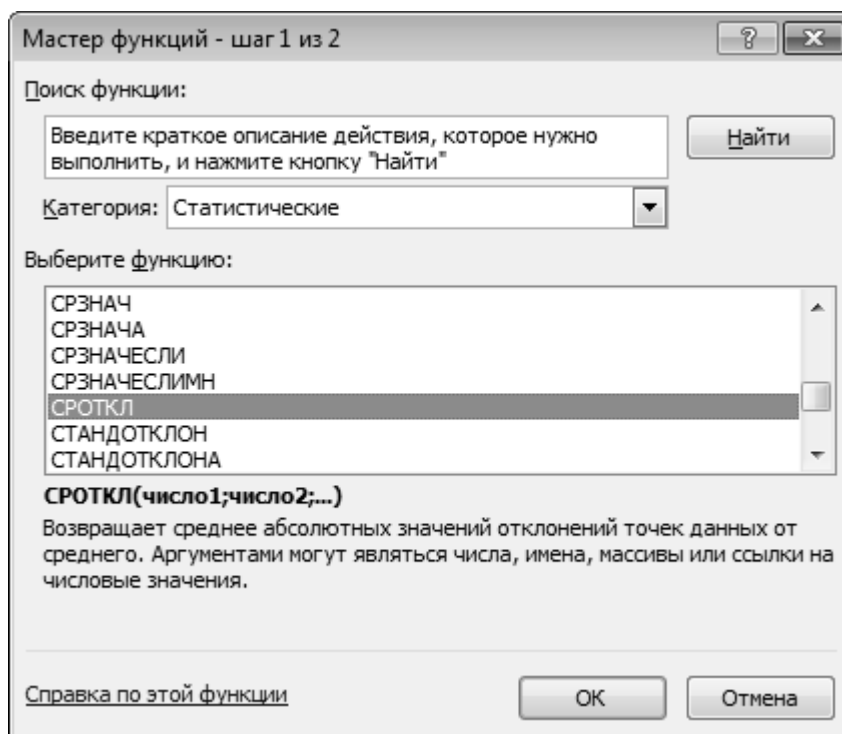 Мастер функций - шаг 1 из 2
Поиск функции:
Введите краткое описание действия, которое нужно
выполнить, и нажмите кнопку "Найти"
Найти
Категория: Статистические
Выберите функцию:
СРЗНАЧ
СРЗНАЧА
СРЗНАЧЕСЛИ
СРЗНАЧЕСЛИМН
СРОТКЛ
СТАНДОТКЛОН
СТАНДОТКЛОНА
СРОТКЛ(число1;число2;...)
Возвращает среднее абсолютных значений отклонений точек данных от
среднего. Аргументами могут являться числа, имена, массивы или ссылки на
числовые значения.
Справка по этой функции
ОК
Отмена